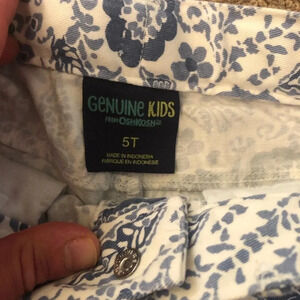 GENUINE KIDS
FROM OSHKOSH
5T
MADE IN INDONESIA
FABRIQUÉ EN INDONÉSIE